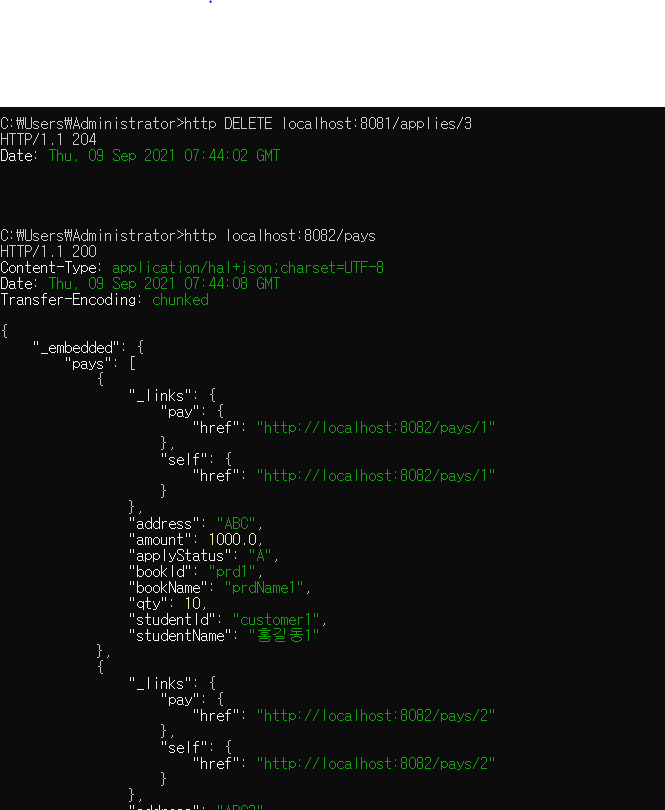 C:₩Users₩Administrator>http DELETE localhost:8081/applies/3
HTTP/1.1 204
Date: Thu, 09 Sep 2021 07:44:02 GMT
C:₩Users₩Administrator>http localhost:8082/pays
HTTP/1.1 200
Content-Type: application/hal+json;charset=UTF-8
Date: Thu, 09 Sep 2021 07:44:08 GMT
Transfer-Encoding: chunked
{
    "_embedded": {
        "pays": [
            {
                "_links": {
                    "pay": {
                        "href": "http://localhost:8082/pays/1"
                    },
                    "self": {
                        "href": "http://localhost:8082/pays/1"
                    }
                },
                "address": "ABC",
                "amount": 1000.0,
                "applyStatus": "A",
                "bookId": "prd1",
                "bookName": "prdName1",
                "qty": 10,
                "studentId": "customer1",
                "studentName": "홍길동1"
            },
            {
                "_links": {
                    "pay": {
                        "href": "http://localhost:8082/pays/2"
                    },
                    "self": {
                        "href": "http://localhost:8082/pays/2"
                    }
                },